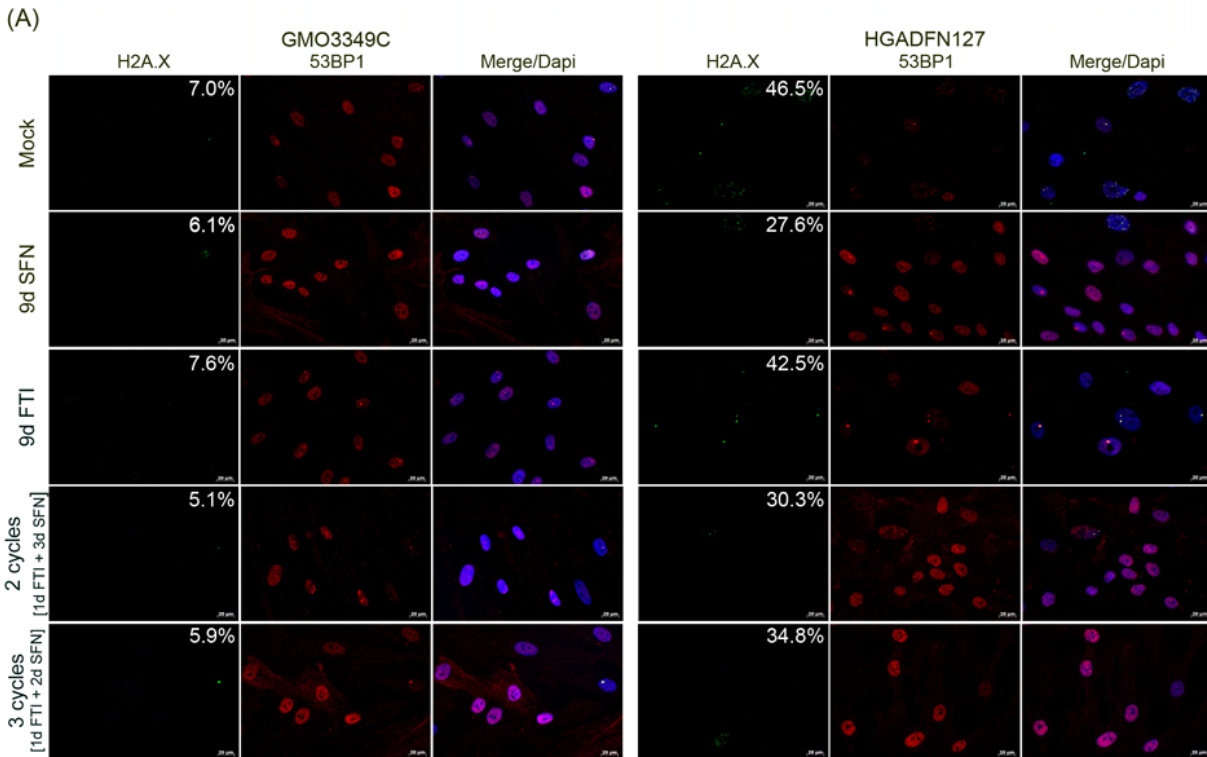 (A)
GMO3349C
HGADFN127
H2A.X 53BP1 Merge/Dapi
H2A.X 53BP1 Merge/Dapi
Mock
7.0%
46.5%
9d SFN
6.1%
27.6%
9d FTI
7.6%
42.5%
2 cycles
[1d FTI + 3d SFN]
5.1%
30.3%
3 cycles
[1d FTI + 2d SFN]
5.9%
34.8%